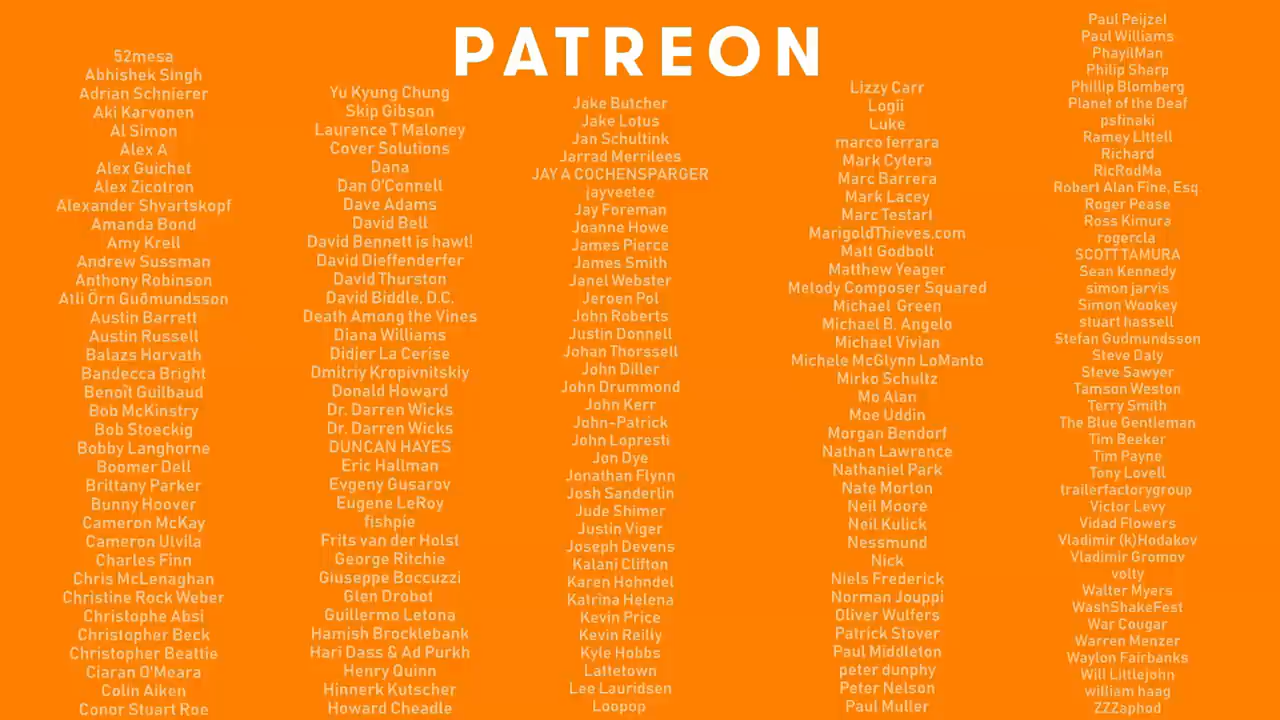 PATREON
52mesa
Abhishek Singh
Adrian Schnierer
Aki Karvonen
Al Simon
Alex A
Alex Guichet
Alex Zicotron
Alexander Shvartskopf
Amanda Bond
Amy Krell
Andrew Sussman
Anthony Robinson
Atli Örn Guðmundsson
Austin Barrett
Austin Russell
Balazs Horvath
Bandecca Bright
Benoît Guilbaud
Bob McKinstry
Bob Stoeckig
Bobby Langhorne
Boomer Dell
Brittany Parker
Bunny Hoover
Cameron McKay
Cameron Ulvila
Charles Finn
Chris McLenaghan
Christine Rock Weber
Christophe Absi
Christopher Beck
Christopher Beattie
Ciaran O'Meara
Colin Aiken
Conor Stuart Roe
Yu Kyung Chung
Skip Gibson
Laurence T Maloney
Cover Solutions
Dana
Dan O'Connell
Dave Adams
David Bell
David Bennett is hawt!
David Dieffenderfer
David Thurston
David Biddle, D.C.
Death Among the Vines
Diana Williams
Didier La Cerise
Dmitriy Kropivnitskiy
Donald Howard
Dr. Darren Wicks
Dr. Darren Wicks
DUNCAN HAYES
Eric Hallman
Evgeny Gusarov
Eugene LeRoy
fishpie
Frits van der Holst
George Ritchie
Giuseppe Baccuzzi
Glen Drobot
Guillermo Letona
Hamish Brocklebank
Hari Dass & Ad Purkh
Henry Quinn
Hinnerk Kutscher
Howard Cheadle
Jake Butcher
Jake Lotus
Jan Schultink
Jarrad Merrilees
JAY A COCHENSPARGER
jayveetee
Jay Foreman
Joanne Howe
James Pierce
James Smith
Janel Webster
Jeroen Pol
John Roberts
Justin Donnell
Johan Thorssell
John Diller
John Drummond
John Kerr
John-Patrick
John Lopresti
Jon Dye
Jonathan Flynn
Josh Sanderlin
Jude Shimer
Justin Viger
Joseph Devens
Kalani Clifton
Karen Hohndel
Katrina Helena
Kevin Price
Kevin Reilly
Kyle Hobbs
Lattetown
Lee Lauridsen
Loopop
Lizzy Carr
Logii
Luke
marco ferrara
Mark Cytera
Marc Barrera
Mark Lacey
Marc Testart
MarigoldThieves.com
Matt Godbolt
Matthew Yeager
Melody Composer Squared
Michael Green
Michael B. Angelo
Michael Vivian
Michele McGlynn LoManto
Mirko Schultz
Mo Alan
Moe Uddin
Morgan Bendorf
Nathan Lawrence
Nathaniel Park
Nate Morton
Neil Moore
Neil Kulick
Nessmund
Nick
Niels Frederick
Norman Jouppi
Oliver Wulfers
Patrick Stover
Paul Middleton
peter dunphy
Peter Nelson
Paul Muller
Paul Peijzel
Paul Williams
PhayilMan
Philip Sharp
Phillip Blomberg
Planet of the Deaf
psfinaki
Ramey Littell
Richard
RicRodMa
Robert Alan Fine, Esq
Roger Pease
Ross Kimura
rogercla
SCOTT TAMURA
Sean Kennedy
simon jarvis
Simon Wookey
stuart hassell
Stefan Gudmundsson
Steve Daly
Steve Sawyer
Tamson Weston
Terry Smith
The Blue Gentleman
Tim Beeker
Tim Payne
Tony Lovell
trailerfactorygroup
Victor Levy
Vidad Flowers
Vladimir (k)Hodakov
Vladimir Gromov
volty
Walter Myers
WashShakeFest
War Cougar
Warren Menzer
Waylon Fairbanks
Will Littlejohn
william haag
ZZZaphod